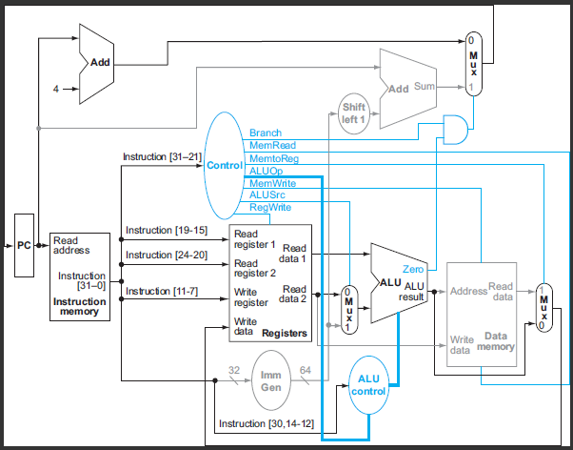 Add
4
0
Mux
1
Add Sum
Shift
left 1
Branch
MemRead
MemtoReg
ALUOp
MemWrite
ALUSrc
RegWrite
Control
Instruction [31–21]
PC
Read
address
Instruction
[31–0]
Instruction
memory
Instruction [19-15]
Instruction [24-20]
Instruction [11-7]
Read
register 1
Read
register 2
Write
register
Write
data
Read
data 1
Read
data 2
Registers
0
Mux
1
ALU
Zero
ALU
result
Address
Read
data
Write
data
Data
memory
1
Mux
0
32
Imm
Gen
64
ALU
control
Instruction [30,14-12]